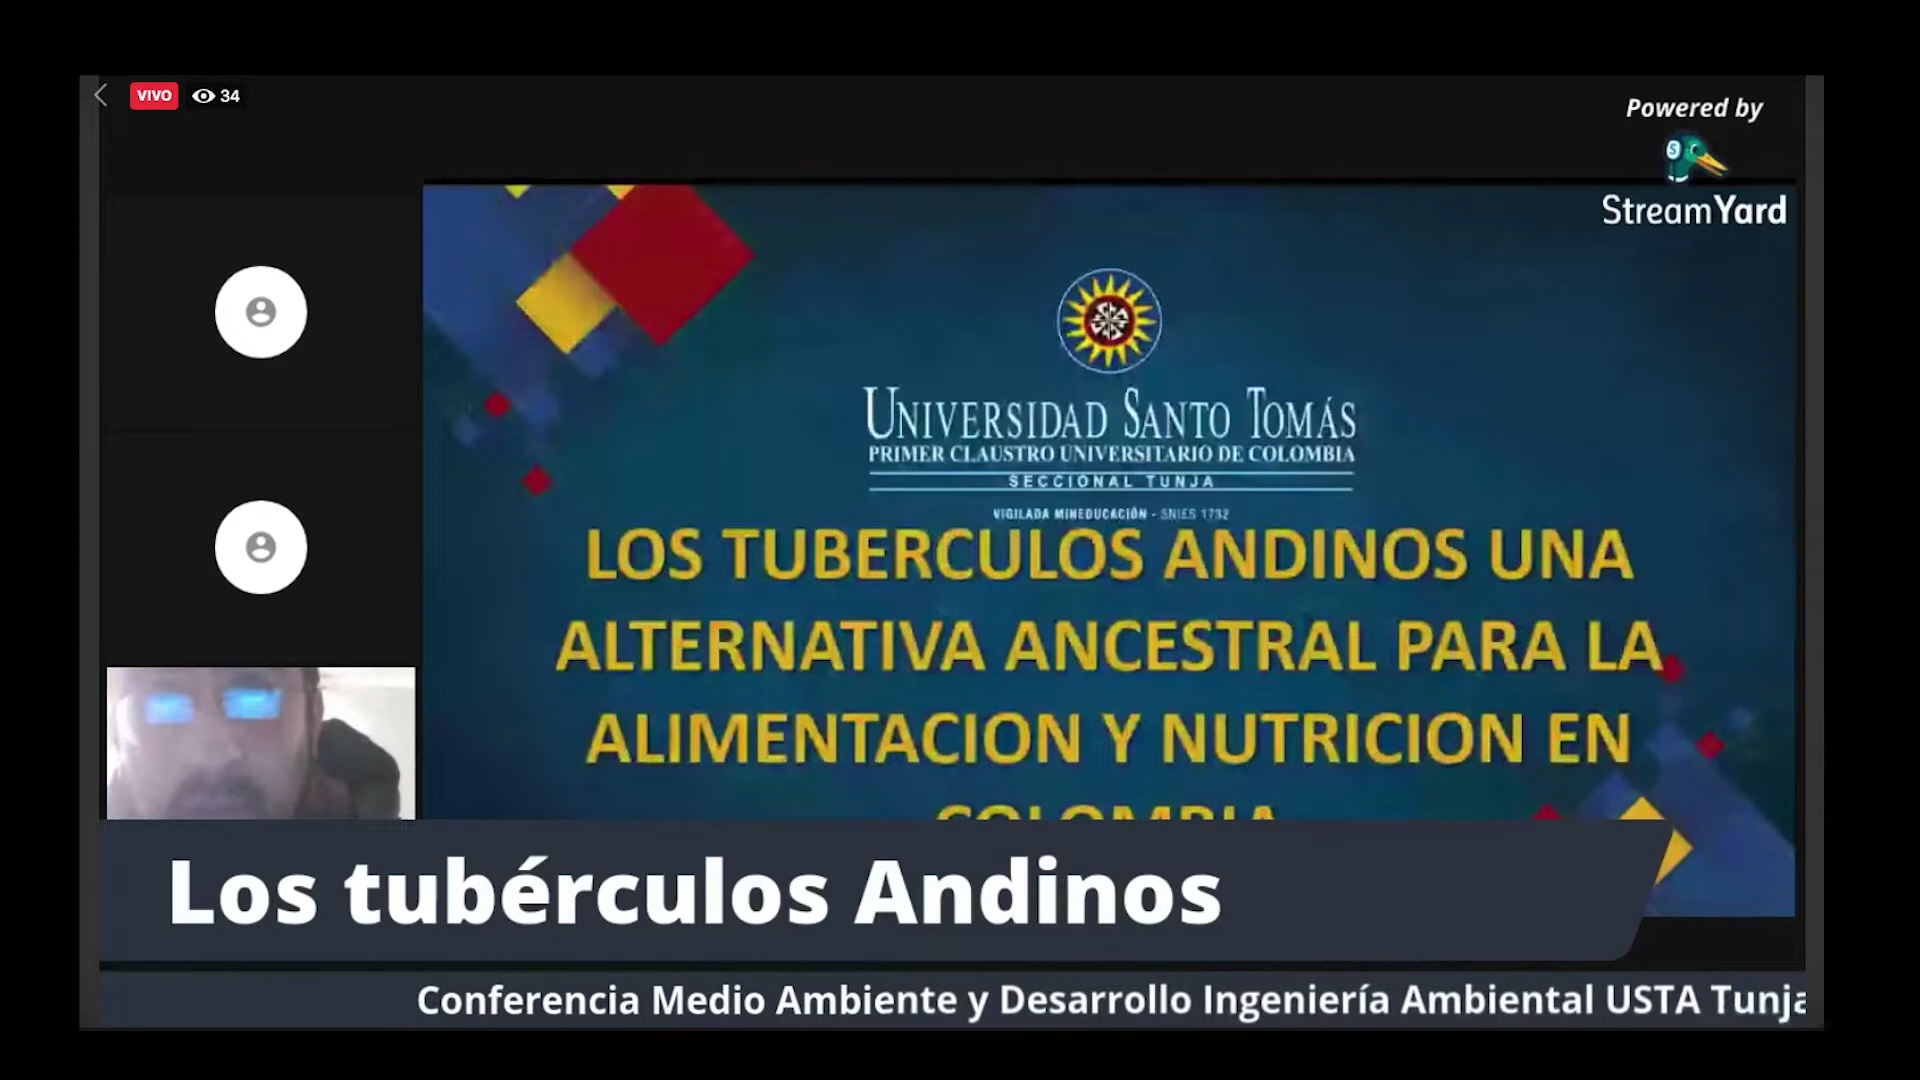 VIVO 34
Powered by
StreamYard
UNIVERSIDAD SANTO TOMÁS
PRIMER CLAUSTRO UNIVERSITARIO DE COLOMBIA
SECCIONAL TUNJA
VIGILADA MINEDUCACIÓN - SNIES 1732
LOS TUBERCULOS ANDINOS UNA
ALTERNATIVA ANCESTRAL PARA LA
ALIMENTACION Y NUTRICION EN
COLOMBIA
Los tubérculos Andinos
Conferencia Medio Ambiente y Desarrollo Ingeniería Ambiental USTA Tunja